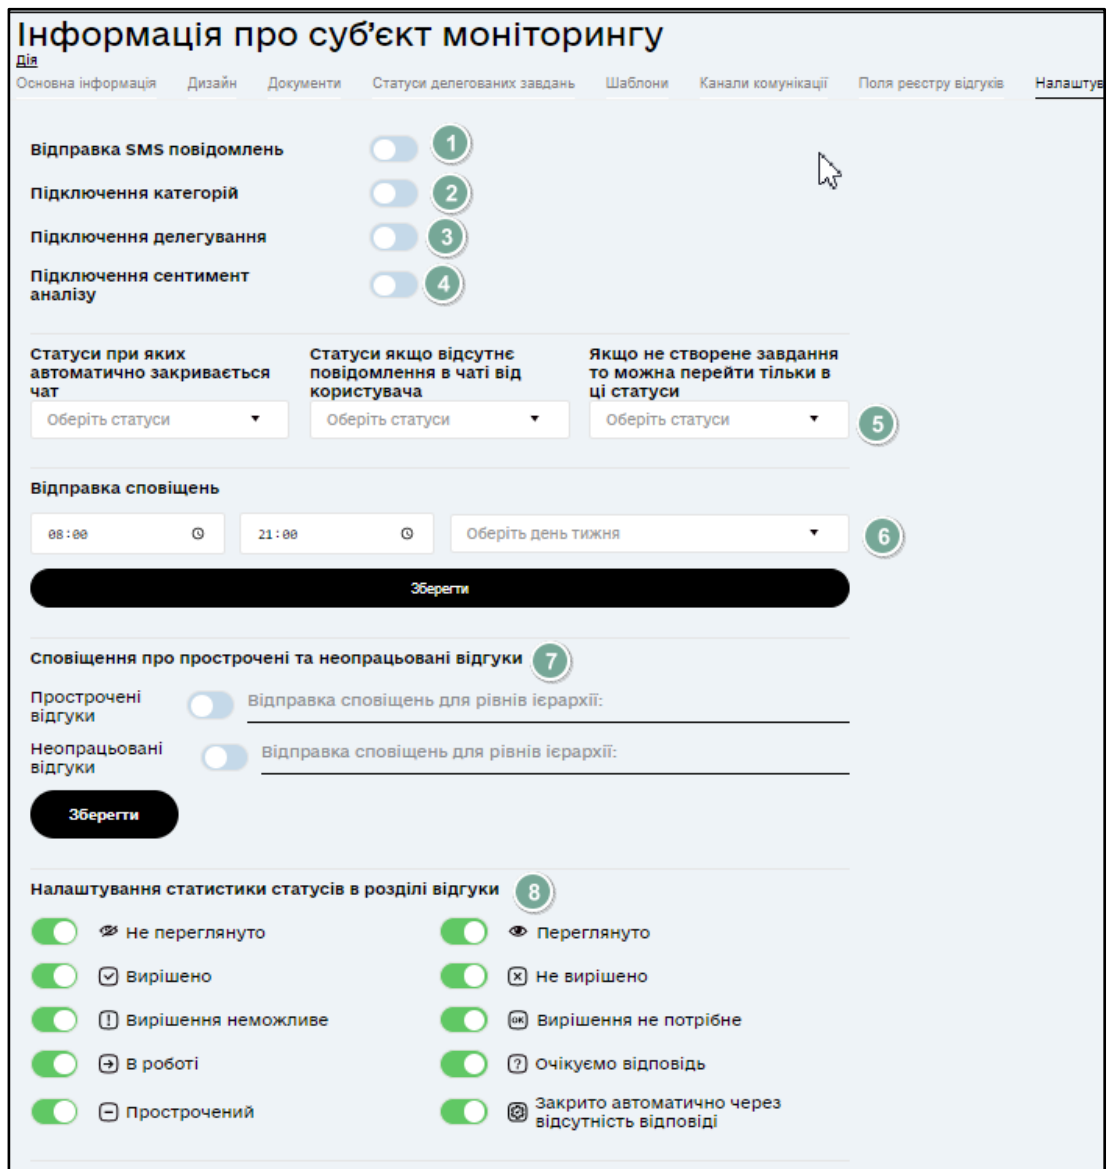 Інформація про суб’єкт моніторингу
Дія
Основна інформація Дизайн Документи Статуси делегованих завдань Шаблони Канали комунікації Поля реєстру відгуків Налаштув
Відправка SMS повідомлень 1
Підключення категорій 2
Підключення делегування 3
Підключення сентимент
аналізу 4
Статуси при яких
автоматично закривається
чат
Статуси якщо відсутнє
повідомлення в чаті від
користувача
Якщо не створене завдання
то можна перейти тільки в
ці статуси
Оберіть статуси Оберіть статуси Оберіть статуси 5
Відправка сповіщень
08:00 21:00 Оберіть день тижня 6
Зберегти
Сповіщення про прострочені та неопрацьовані відгуки 7
Прострочені
відгуки
Відправка сповіщень для рівнів ієрархії:
Неопрацьовані
відгуки
Відправка сповіщень для рівнів ієрархії:
Зберегти
Налаштування статистики статусів в розділі відгуки 8
Не переглянуто Переглянуто
Вирішено Не вирішено
Вирішення неможливе OK Вирішення не потрібне
В роботі ? Очікуємо відповідь
Прострочений
Закрито автоматично через
відсутність відповіді